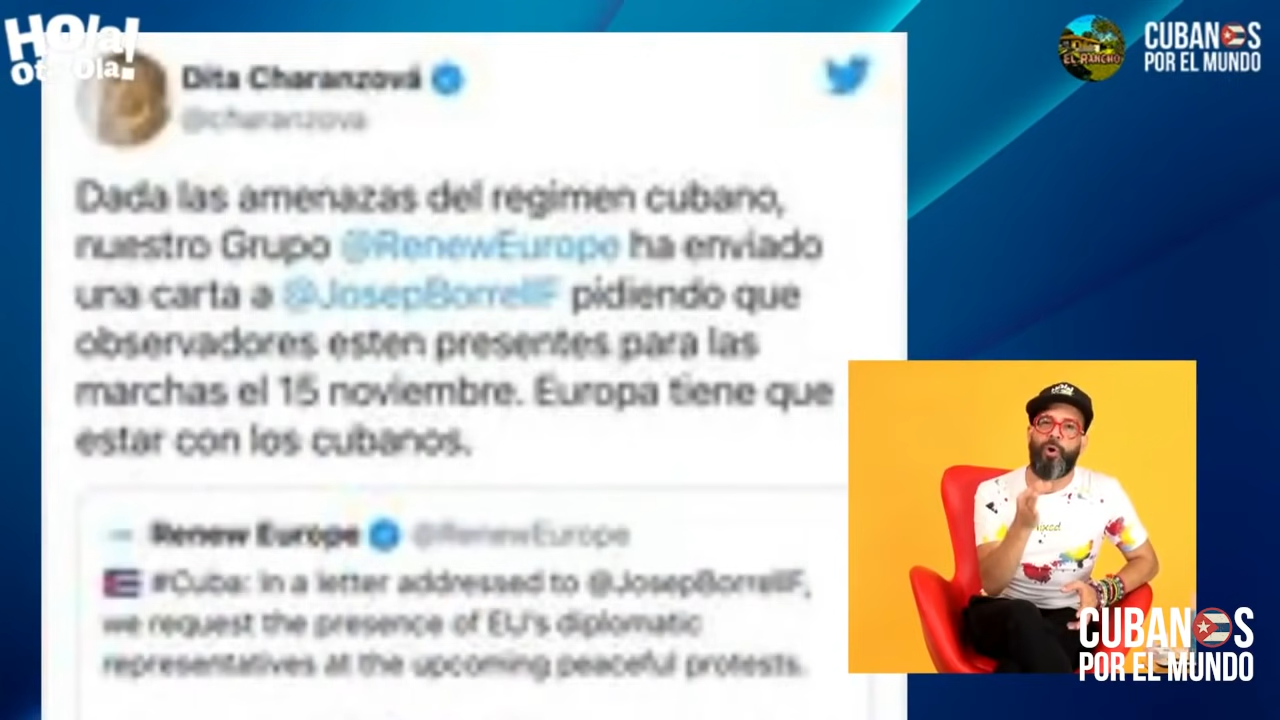 HOla!
Ota Ola!
Dita Charanzová
@charanzova
Dada las amenazas del regimen cubano,
nuestro Grupo @RenewEurope ha enviado
una carta a @JosepBorrellF pidiendo que
observadores esten presentes para las
marchas el 15 noviembre. Europa tiene que
estar con los cubanos.
Renew Europe @RenewEurope
#Cuba: In a letter addressed to @JosepBorrellF,
we request the presence of EU's diplomatic
representatives at the upcoming peaceful protests.
EL RANCHO
CUBANOS
POR EL MUNDO
CUBANOS
POR EL MUNDO